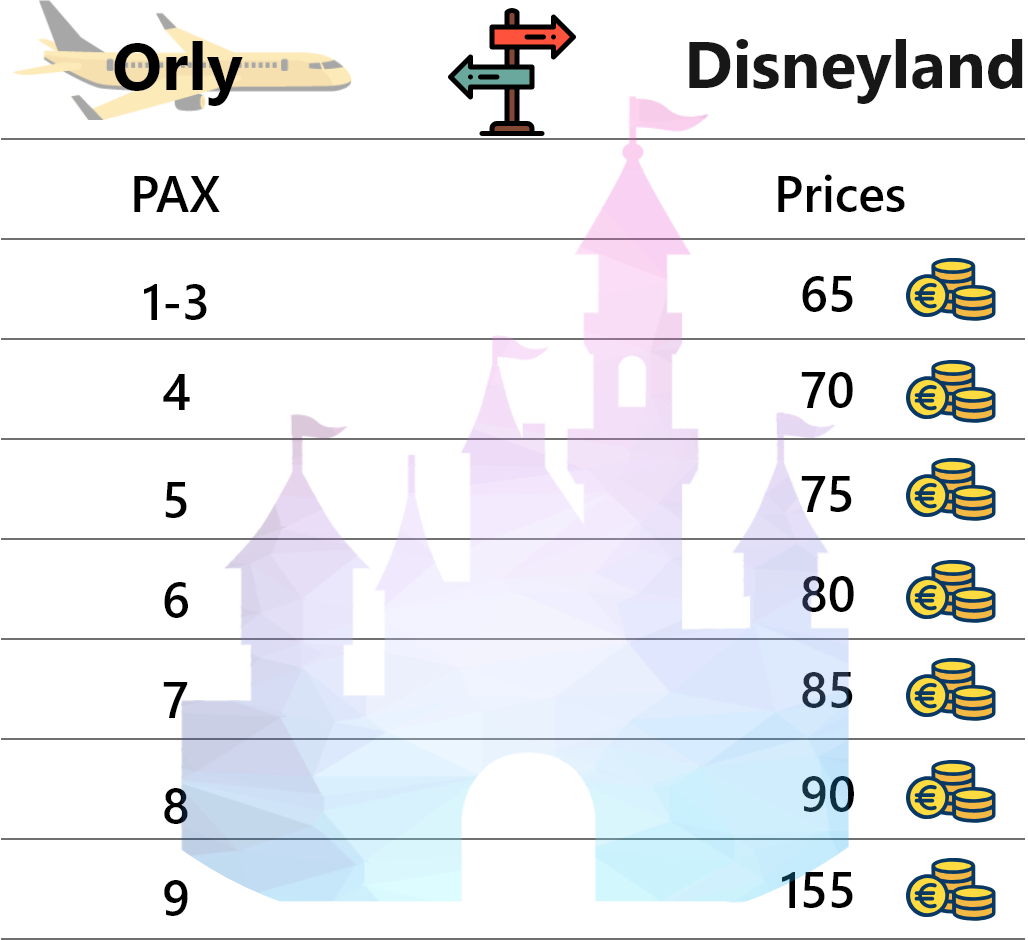 Orly Disneyland
PAX Prices
1-3 65 €
4 70 €
5 75 €
6 80 €
7 85 €
8 90 €
9 155 €